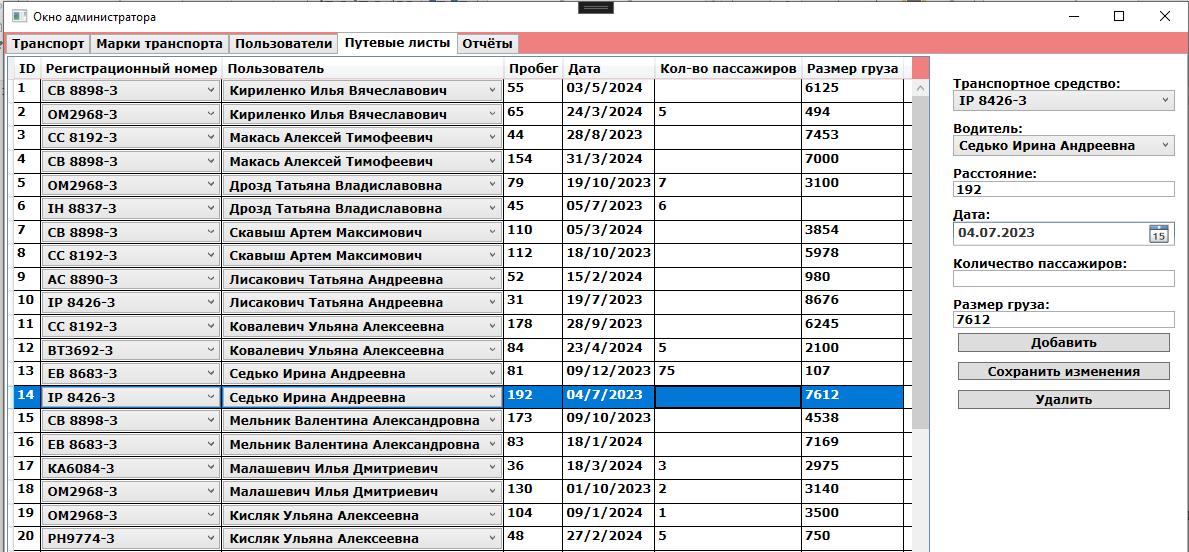 Окно администратора
Транспорт Марки транспорта Пользователи Путевые листы Отчёты
ID Регистрационный номер Пользователь Пробег Дата Кол-во пассажиров Размер груза
1 СВ 8898-3 Кириленко Илья Вячеславович 55 03/5/2024 6125
2 ОМ2968-3 Кириленко Илья Вячеславович 65 24/3/2024 5 494
3 СС 8192-3 Макась Алексей Тимофеевич 44 28/8/2023 7453
4 СВ 8898-3 Макась Алексей Тимофеевич 154 31/3/2024 7000
5 ОМ2968-3 Дрозд Татьяна Владиславовна 79 19/10/2023 7 3100
6 IH 8837-3 Дрозд Татьяна Владиславовна 45 05/7/2023 6
7 СВ 8898-3 Скавыш Артем Максимович 110 05/3/2024 3854
8 СС 8192-3 Скавыш Артем Максимович 112 18/10/2023 5978
9 АС 8890-3 Лисакович Татьяна Андреевна 52 15/2/2024 980
10 IP 8426-3 Лисакович Татьяна Андреевна 31 19/7/2023 8676
11 СС 8192-3 Ковалевич Ульяна Алексеевна 178 28/9/2023 6245
12 ВТ3692-3 Ковалевич Ульяна Алексеевна 84 23/4/2024 5 2100
13 ЕВ 8683-3 Седько Ирина Андреевна 81 09/12/2023 75 107
14 IP 8426-3 Седько Ирина Андреевна 192 04/7/2023 7612
15 СВ 8898-3 Мельник Валентина Александровна 173 09/10/2023 4538
16 ЕВ 8683-3 Мельник Валентина Александровна 83 18/1/2024 7169
17 КА6084-3 Малашевич Илья Дмитриевич 36 18/3/2024 3 2975
18 ОМ2968-3 Малашевич Илья Дмитриевич 130 01/10/2023 2 3140
19 ОМ2968-3 Кисляк Ульяна Алексеевна 104 09/1/2024 1 3500
20 РН9774-3 Кисляк Ульяна Алексеевна 48 27/2/2024 5 750
Транспортное средство:
IP 8426-3
Водитель:
Седько Ирина Андреевна
Расстояние:
192
Дата:
04.07.2023 15
Количество пассажиров:
Размер груза:
7612
Добавить
Сохранить изменения
Удалить